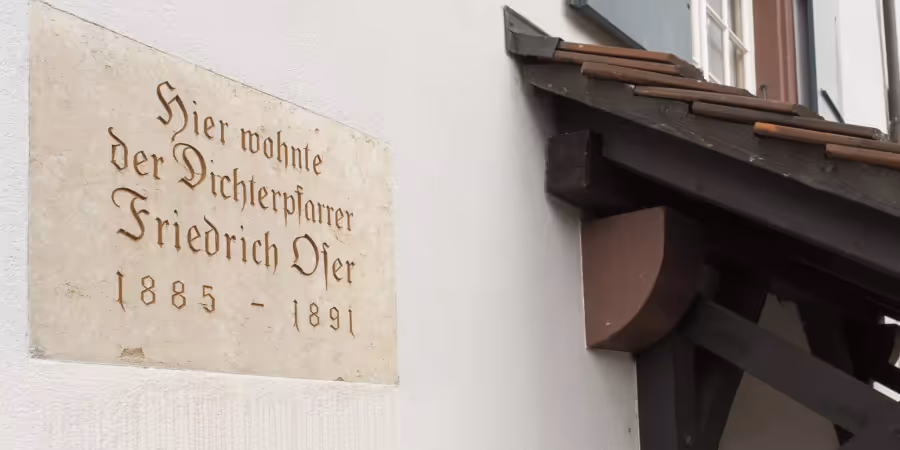 Hier wohnte
der Dichterpfarrer
Friedrich Oser
1885 - 1891